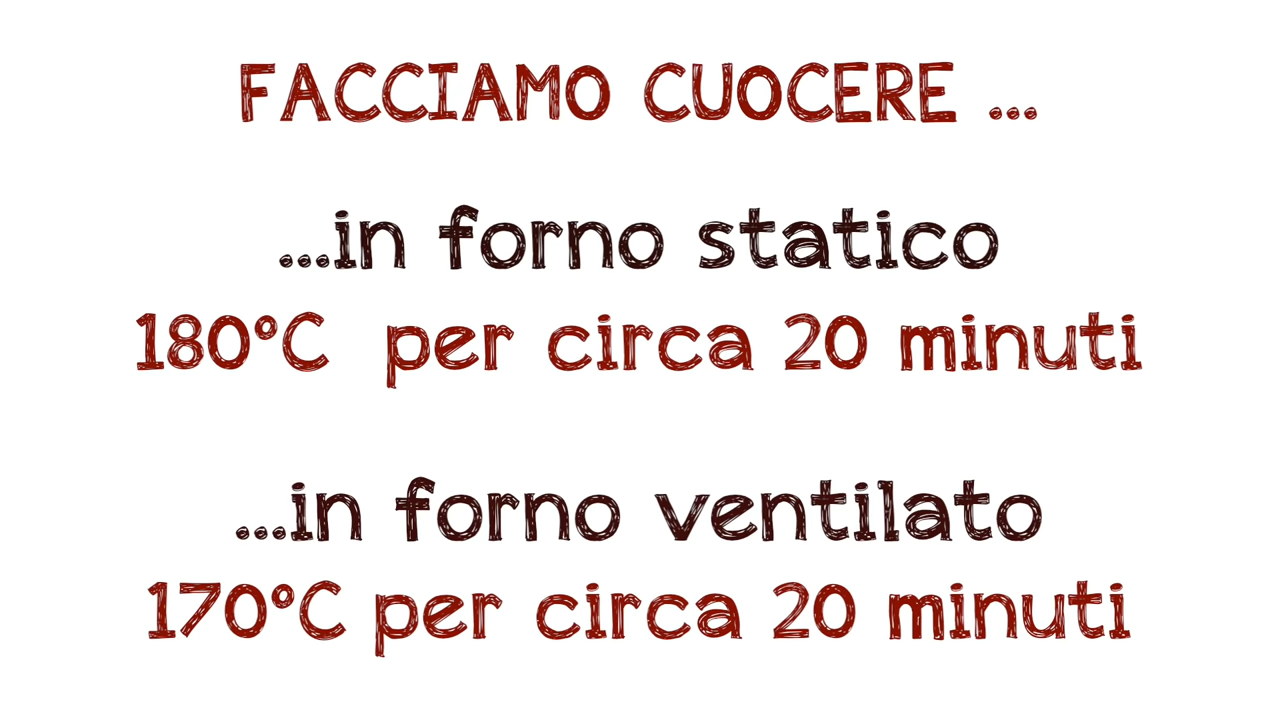 FACCIAMO CUOCERE ...
...in forno statico
180°C per circa 20 minuti
...in forno ventilato
170°C per circa 20 minuti